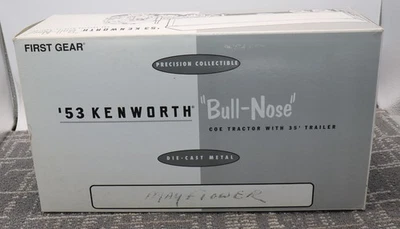 FIRST GEAR®
PRECISION COLLECTIBLE
'53 KENWORTH® "Bull-Nose"
COE TRACTOR WITH 35' TRAILER
DIE-CAST METAL
MAYFLOWER